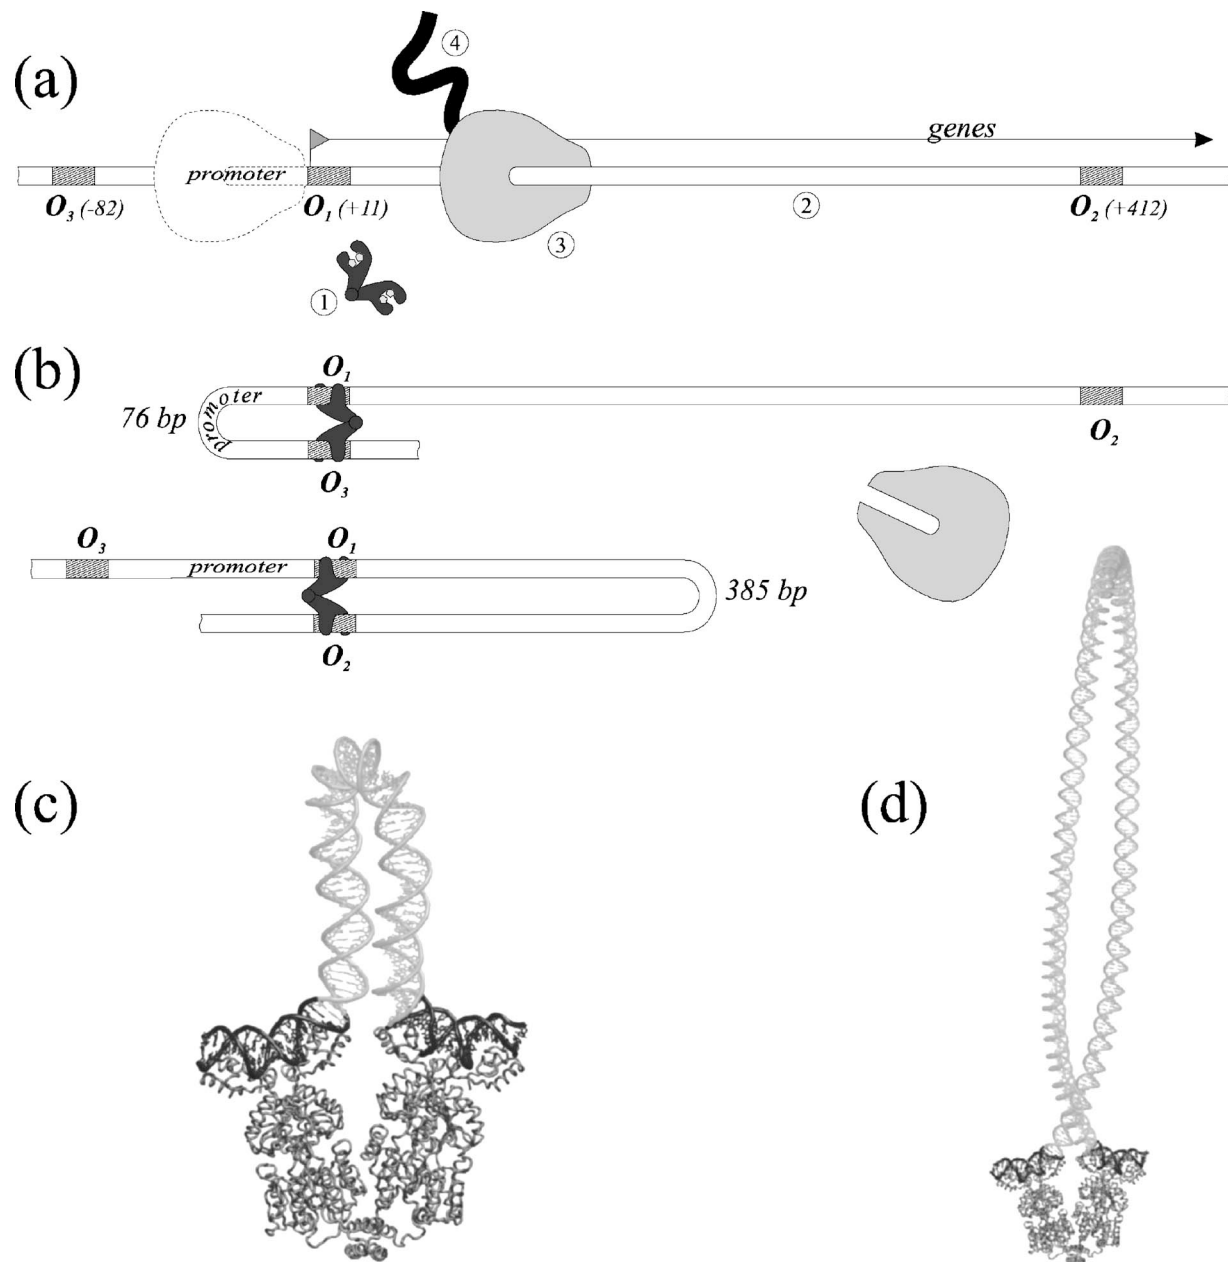 (a)
4
genes
promoter
O3 (-82)
O1 (+11)
2
O2 (+412)
3
1
(b)
O1
promoter
76 bp
O2
O3
O3
O1
promoter
385 bp
O2
(c)
(d)